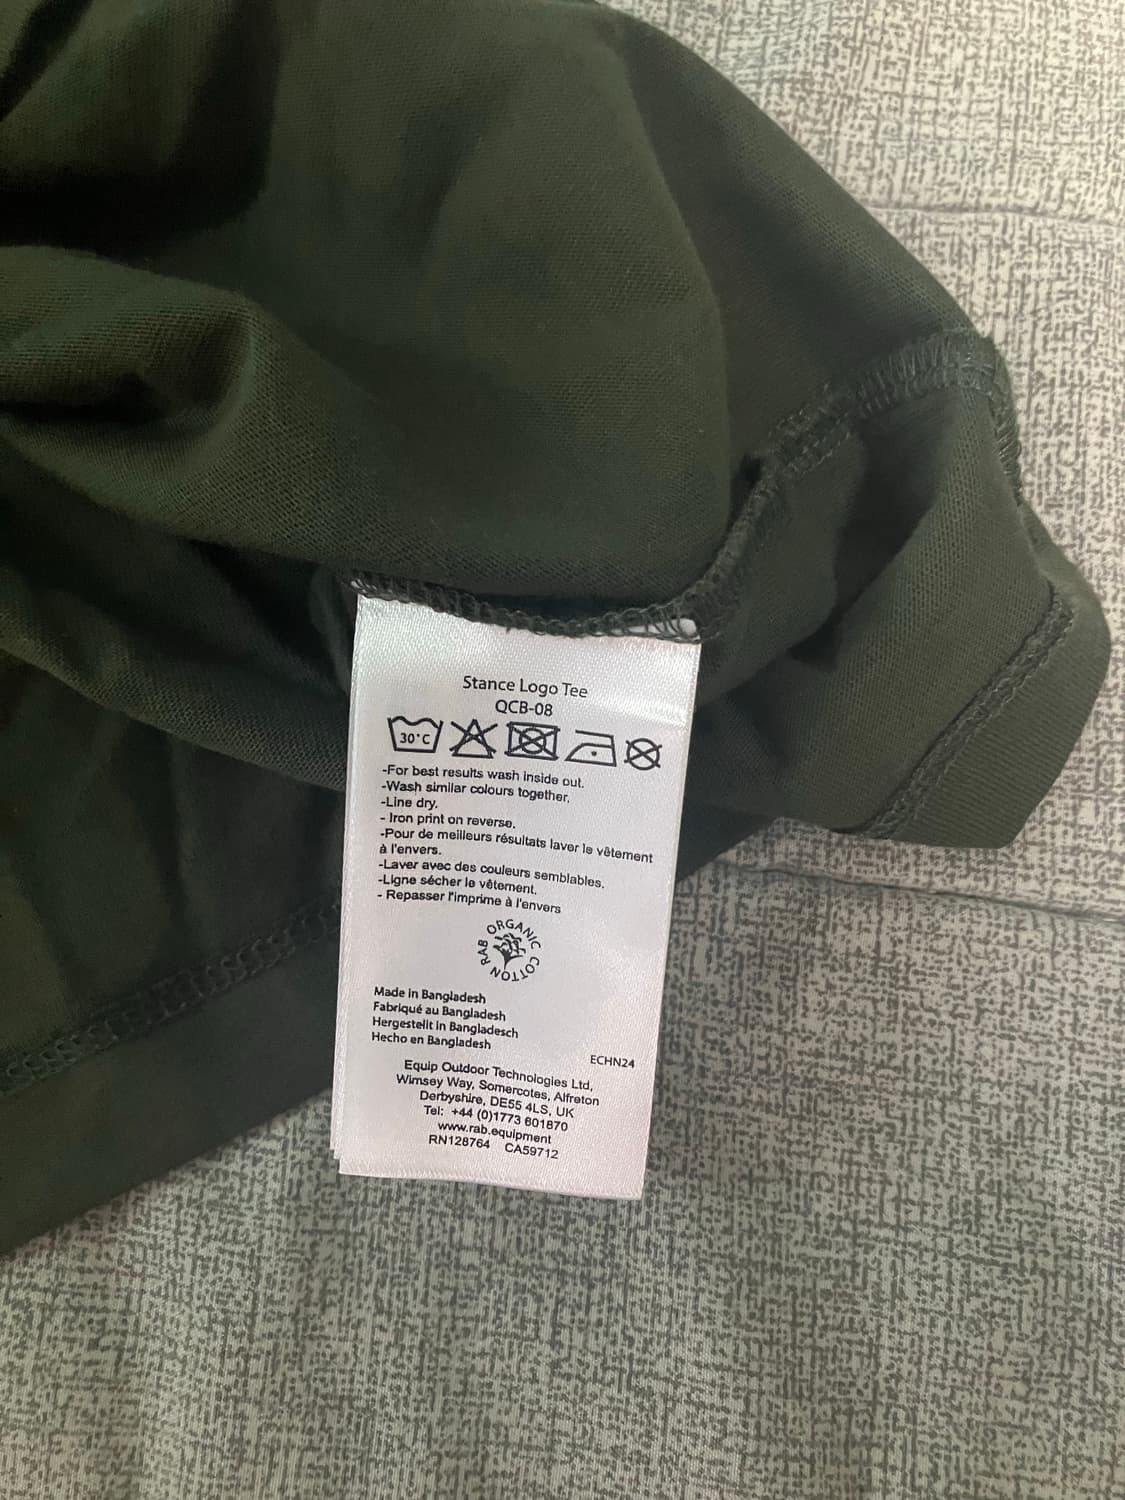 Stance Logo Tee
QCB-08
30°C
-For best results wash inside out.
-Wash similar colours together.
-Line dry.
- Iron print on reverse.
-Pour de meilleurs résultats laver le vêtement
à l'envers.
-Laver avec des couleurs semblables.
-Ligne sécher le vêtement.
- Repasser l'imprime à l'envers
RAB ORGANIC COTTON
Made in Bangladesh
Fabriqué au Bangladesh
Hergestellt in Bangladesch
Hecho en Bangladesh
ECHN24
Equip Outdoor Technologies Ltd,
Wimsey Way, Somercotes, Alfreton
Derbyshire, DE55 4LS, UK
Tel: +44 (0)1773 601870
www.rab.equipment
RN128764 CA59712